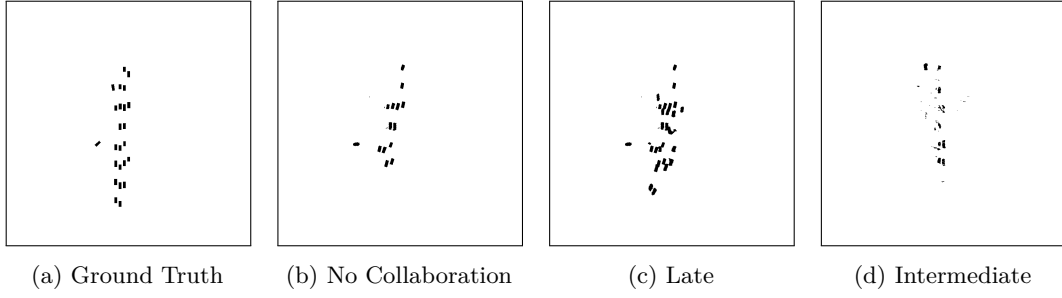 (a) Ground Truth
(b) No Collaboration
(c) Late
(d) Intermediate